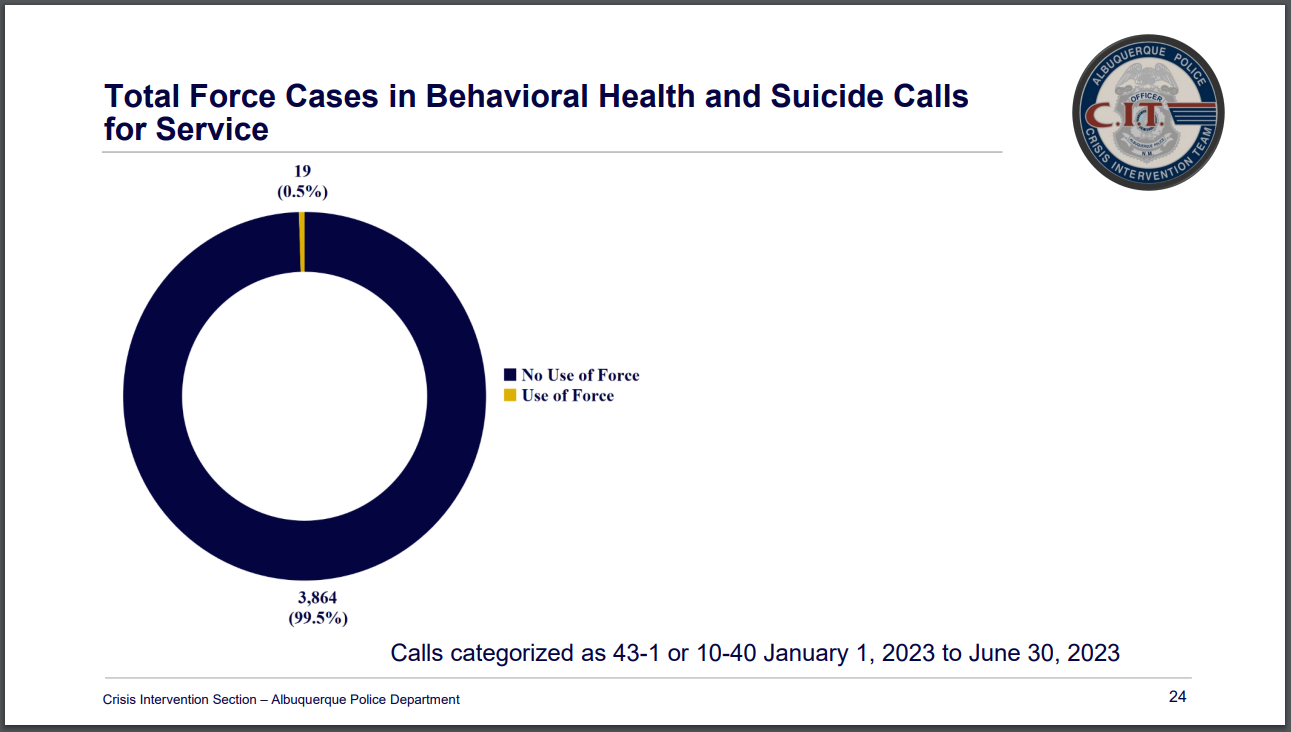 Total Force Cases in Behavioral Health and Suicide Calls
for Service
ALBUQUERQUE POLICE
OFFICER
C.I.T.
N.M.
CRISIS INTERVENTION TEAM
19
(0.5%)
No Use of Force
Use of Force
3,864
(99.5%)
Calls categorized as 43-1 or 10-40 January 1, 2023 to June 30, 2023
Crisis Intervention Section – Albuquerque Police Department
24